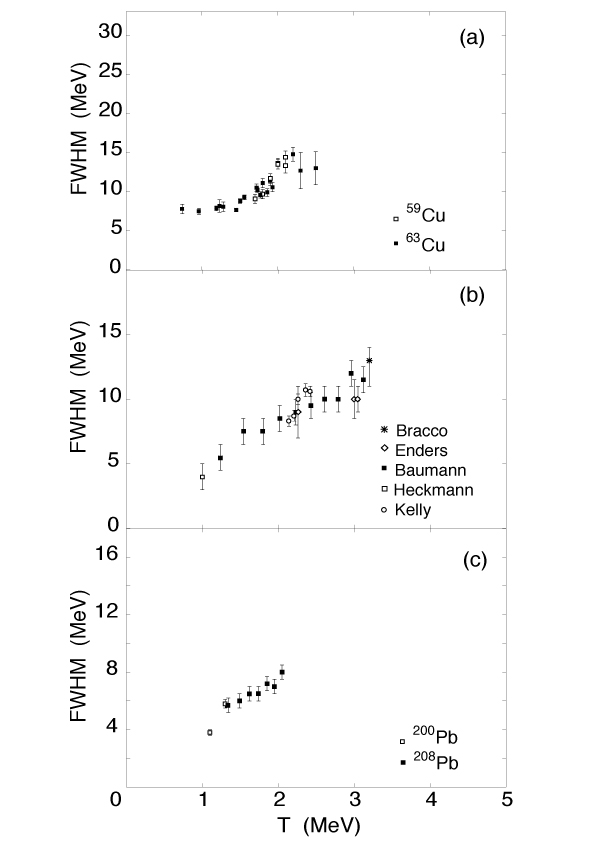 30
(a)
25
20
15
10
5
0
FWHM (MeV)
59Cu
63Cu
(b)
15
10
5
0
FWHM (MeV)
Bracco
Enders
Baumann
Heckmann
Kelly
(c)
16
12
8
4
0
FWHM (MeV)
200Pb
208Pb
1 2 3 4 5
T (MeV)